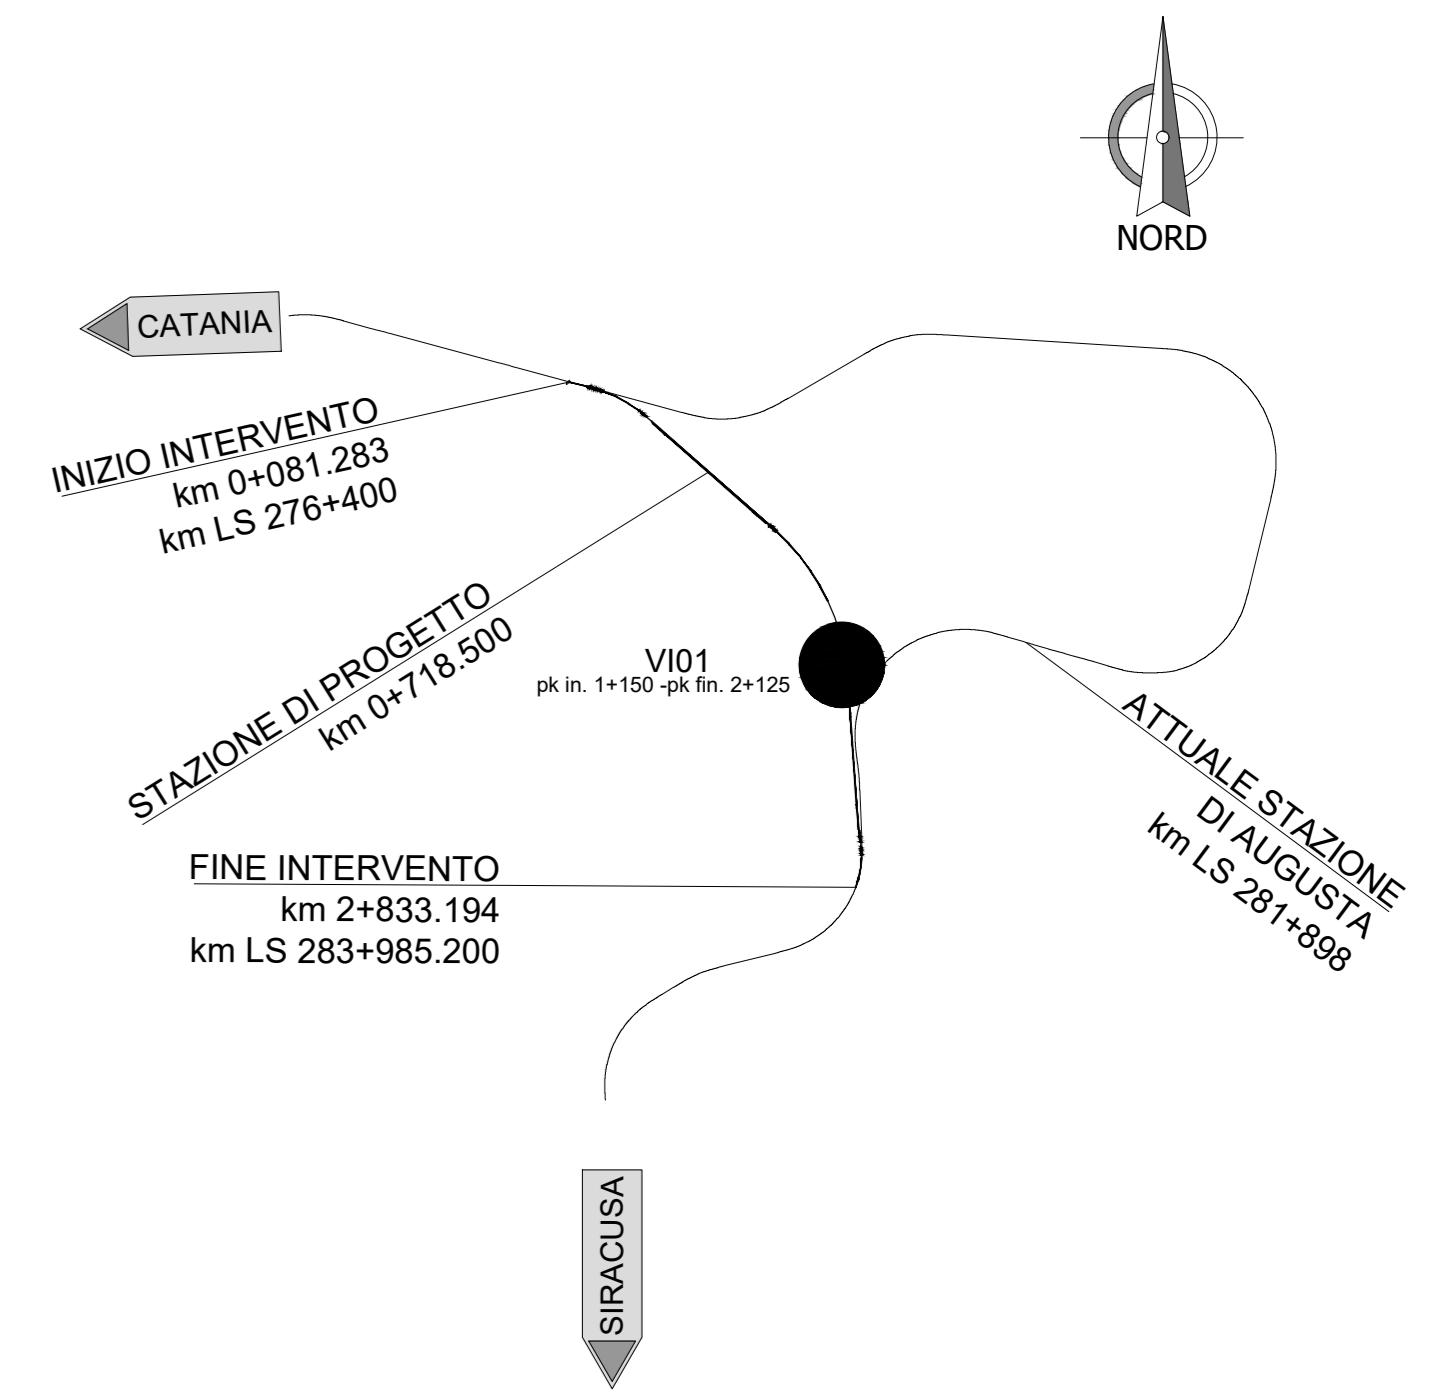 NORD
CATANIA
INIZIO INTERVENTO
km 0+081.283
km LS 276+400
STAZIONE DI PROGETTO
km 0+718.500
VI01
pk in. 1+150 -pk fin. 2+125
ATTUALE STAZIONE
DI AUGUSTA
km LS 281+898
FINE INTERVENTO
km 2+833.194
km LS 283+985.200
SIRACUSA